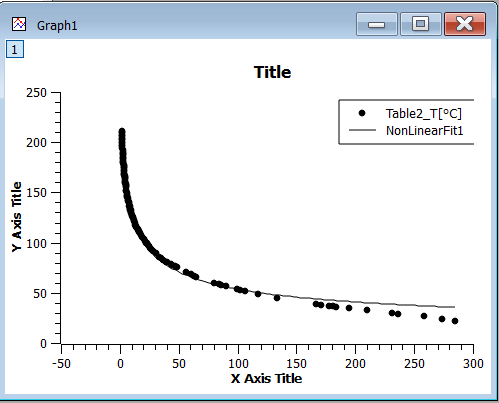 Graph1
1
Title
250
200
150
100
50
0
Y Axis Title
Table2_T[ºC]
NonLinearFit1
-50 0 50 100 150 200 250 300
X Axis Title